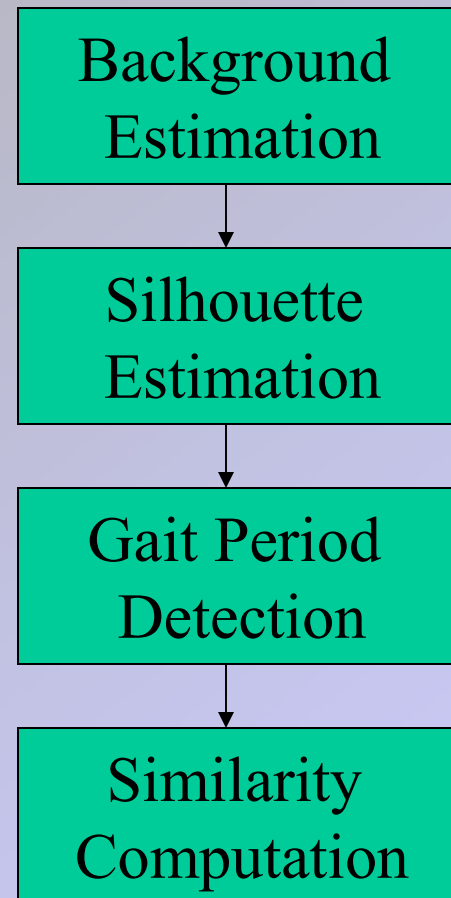 Background
Estimation
Silhouette
Estimation
Gait Period
Detection
Similarity
Computation